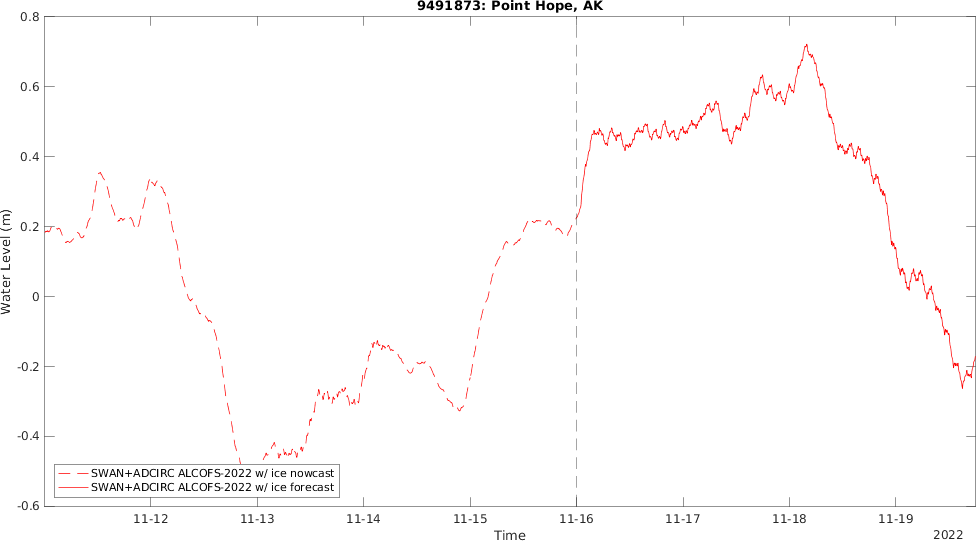 9491873: Point Hope, AK
0.8
0.6
0.4
0.2
0
-0.2
-0.4
-0.6
Water Level (m)
SWAN+ADCIRC ALCOFS-2022 w/ ice nowcast
SWAN+ADCIRC ALCOFS-2022 w/ ice forecast
11-12 11-13 11-14 11-15 11-16 11-17 11-18 11-19
Time
2022